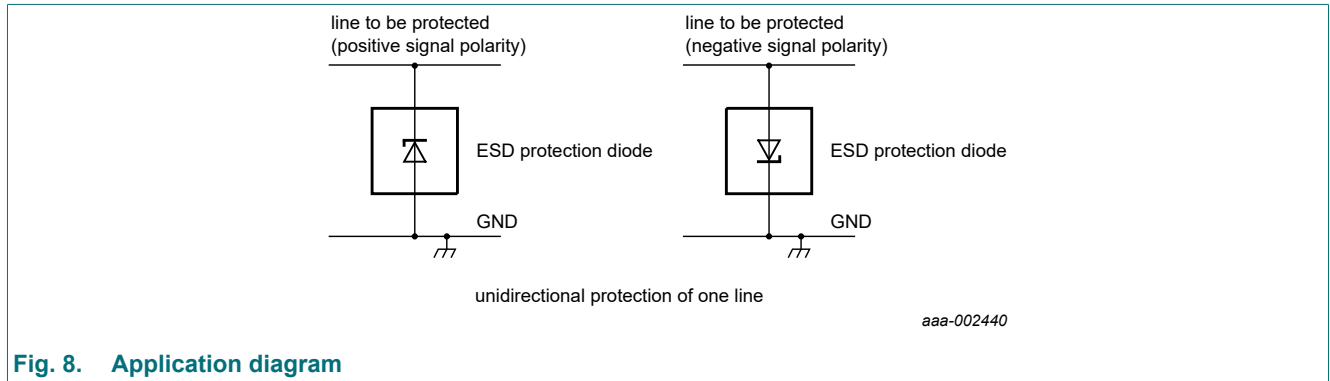 line to be protected
(positive signal polarity)
ESD protection diode
GND
line to be protected
(negative signal polarity)
ESD protection diode
GND
unidirectional protection of one line
aaa-002440
Fig. 8. Application diagram